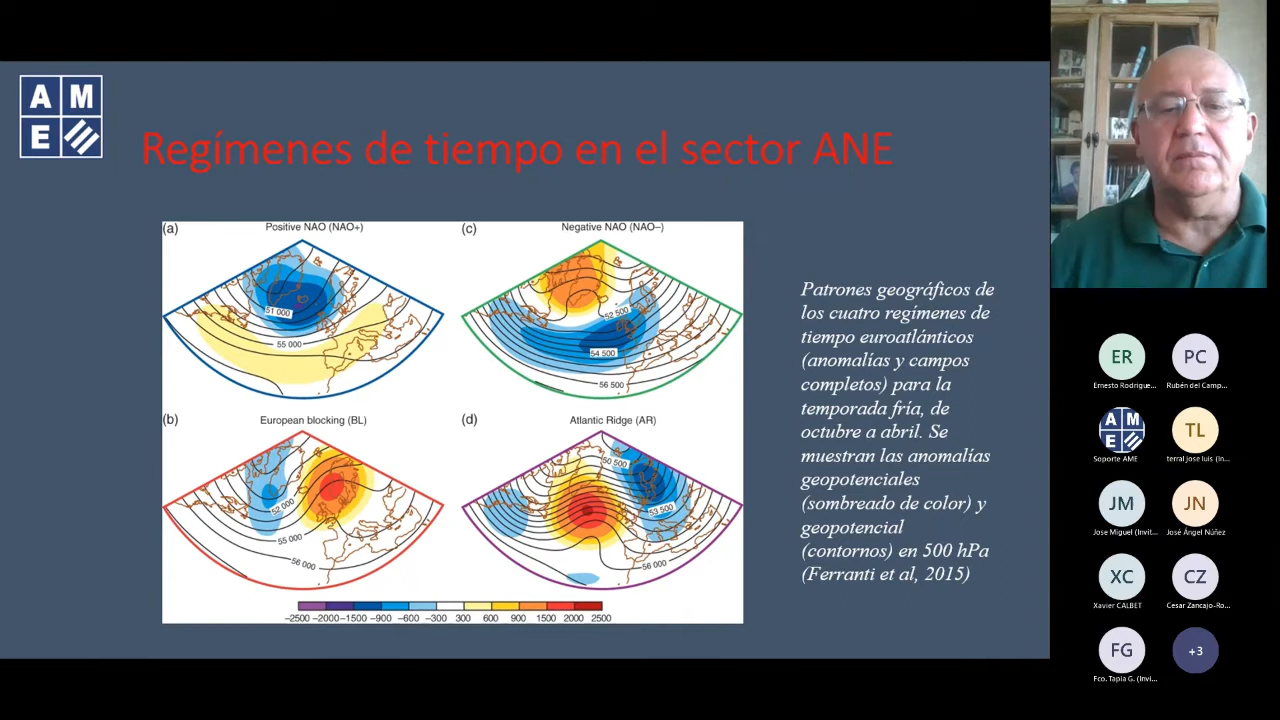 A M
E
Regímenes de tiempo en el sector ANE
(a)
Positive NAO (NAO+)
51 000
55 000
(c)
Negative NAO (NAO–)
52 500
54 500
56 500
(b)
European blocking (BL)
52 000
55 000
56 000
(d)
Atlantic Ridge (AR)
50 500
53 500
56 000
–2500 –2000 –1500 –900 –600 –300 300 600 900 1500 2000 2500
Patrones geográficos de
los cuatro regímenes de
tiempo euroatlánticos
(anomalías y campos
completos) para la
temporada fría, de
octubre a abril. Se
muestran las anomalías
geopotenciales
(sombreado de color) y
geopotencial
(contornos) en 500 hPa
(Ferranti et al, 2015)
ER
Ernesto Rodrigue...
PC
Rubén del Camp...
A M
E
Soporte AME
TL
terral jose luis (In...
JM
Jose Miguel (Invit...
JN
José Ángel Núñez
XC
Xavier CALBET
CZ
Cesar Zancajo-Ro...
FG
Fco. Tapia G. (Invi...
+3